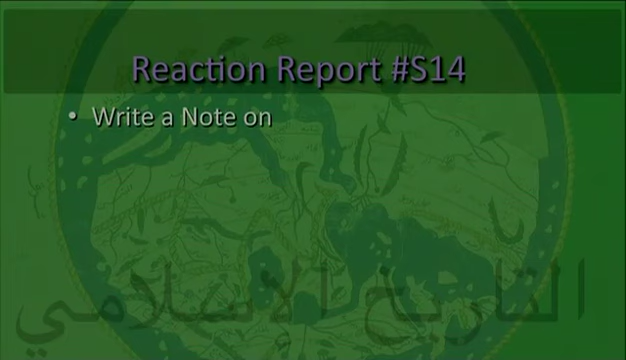 Reaction Report #S14
• Write a Note on
التاريخ الاسلامي